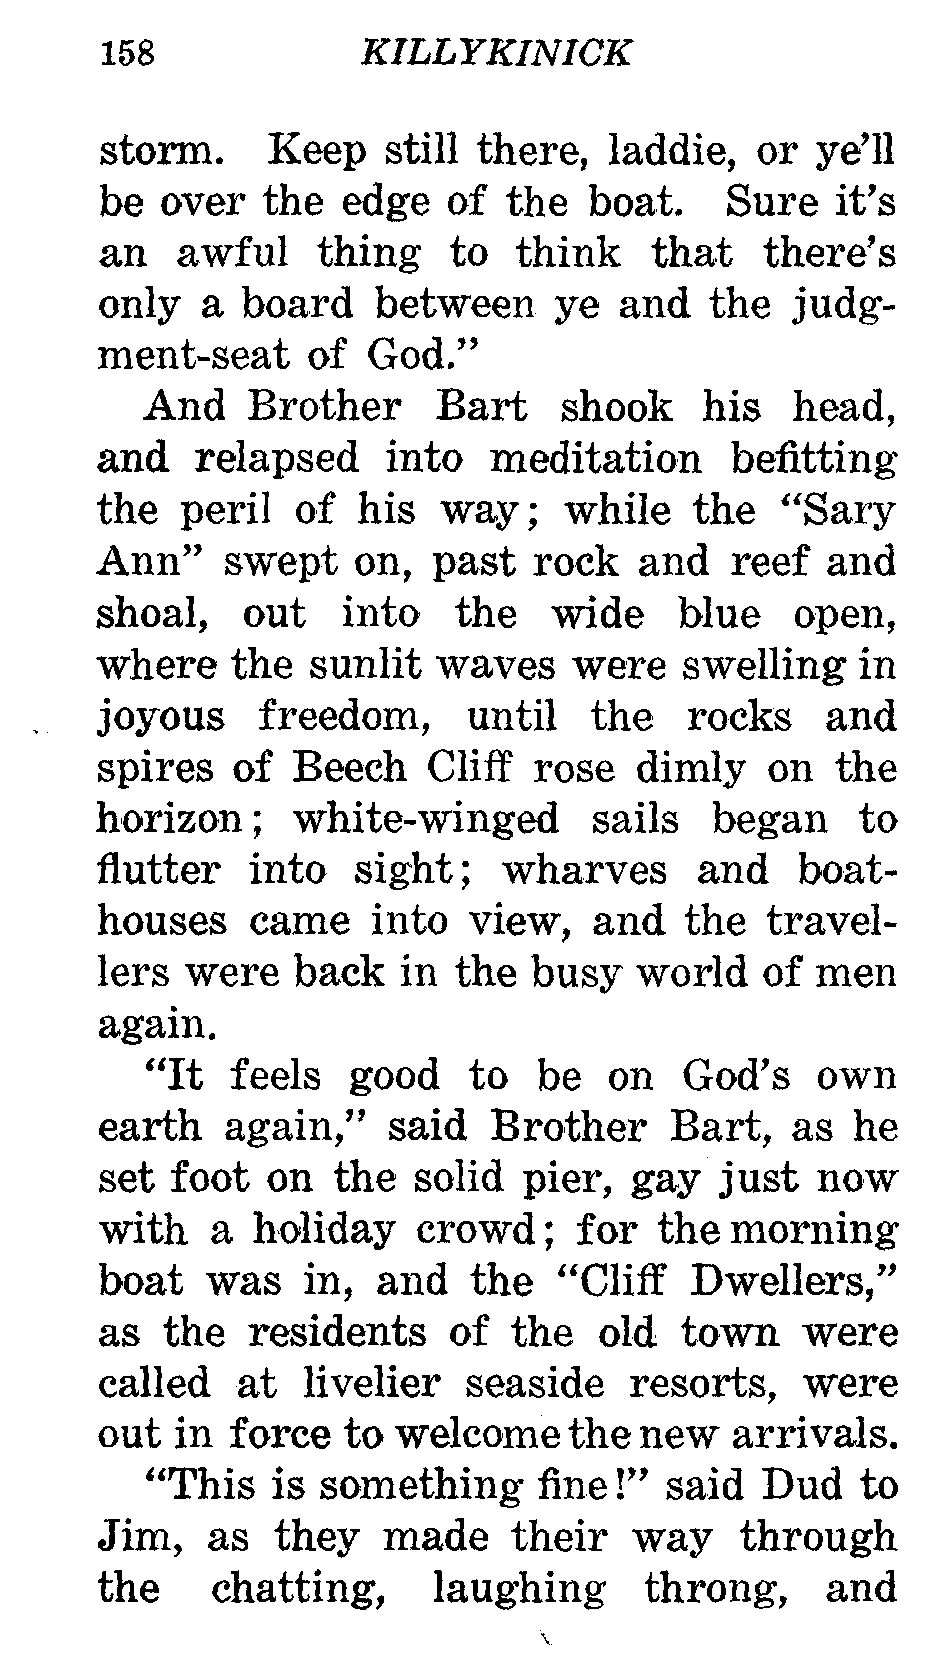 158 KILLYKINICK
storm. Keep still there, laddie, or ye'll
be over the edge of the boat. Sure it's
an awful thing to think that there's
only a board between ye and the judg-
ment-seat of God."
And Brother Bart shook his head,
and relapsed into meditation befitting
the peril of his way; while the "Sary
Ann" swept on, past rock and reef and
shoal, out into the wide blue open,
where the sunlit waves were swelling in
joyous freedom, until the rocks and
spires of Beech Cliff rose dimly on the
horizon; white-winged sails began to
flutter into sight; wharves and boat-
houses came into view, and the travel-
lers were back in the busy world of men
again.
"It feels good to be on God's own
earth again," said Brother Bart, as he
set foot on the solid pier, gay just now
with a holiday crowd; for the morning
boat was in, and the "Cliff Dwellers,"
as the residents of the old town were
called at livelier seaside resorts, were
out in force to welcome the new arrivals.
"This is something fine!" said Dud to
Jim, as they made their way through
the chatting, laughing throng, and